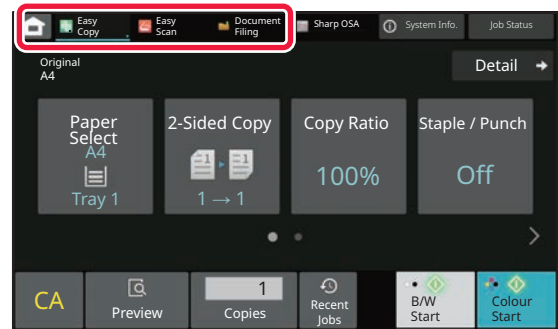 Easy
Copy
Easy
Scan
Document
Filing
Sharp OSA
System Info.
Job Status
Original
A4
Detail
Paper
Select
A4
Tray 1
2-Sided Copy
1 → 1
Copy Ratio
100%
Staple / Punch
Off
CA
Preview
1
Copies
Recent
Jobs
B/W
Start
Colour
Start